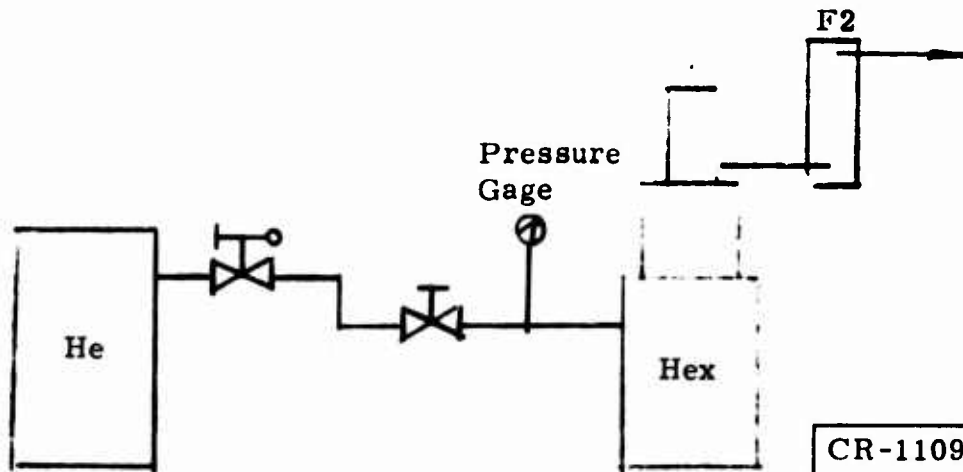 F2
Pressure
Gage
He
Hex
CR-1109